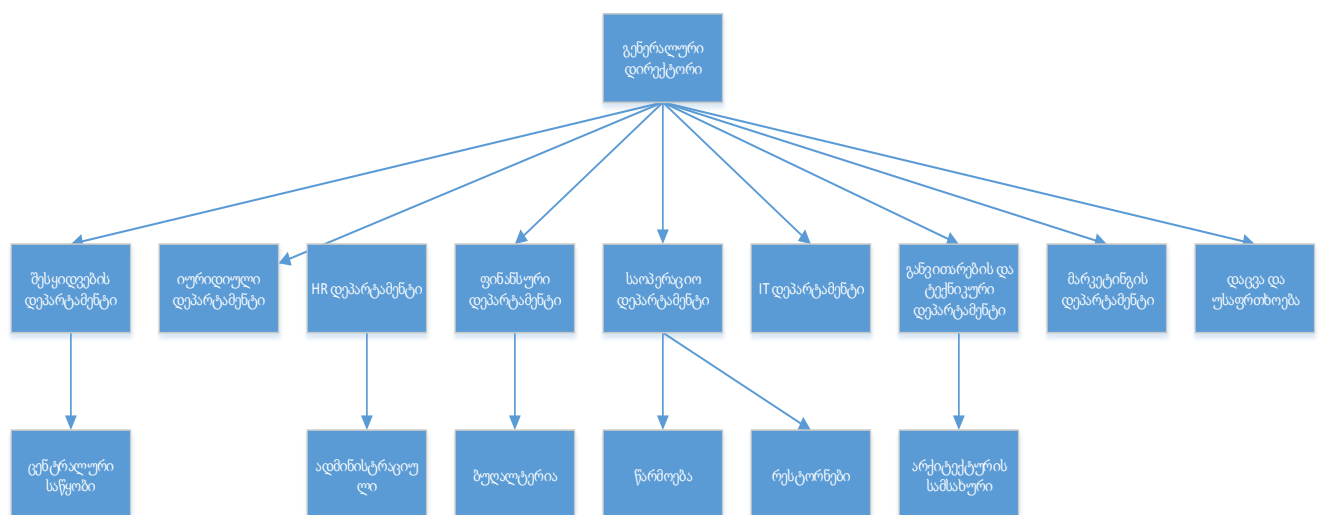 გენერალური
დირექტორი
შესყიდვების
დეპარტამენტი
იურიდიული
დეპარტამენტი
HR დეპარტამენტი
ფინანსური
დეპარტამენტი
საოპერაციო
დეპარტამენტი
IT დეპარტამენტი
განვითარების და
ტექნიკური
დეპარტამენტი
მარკეტინგის
დეპარტამენტი
დაცვა და
უსაფრთხოება
ცენტრალური
საწყობი
ადმინისტრაციუ
ლი
ბუღალტერია
წარმოება
რესტორნები
არქიტექტურის
სამსახური